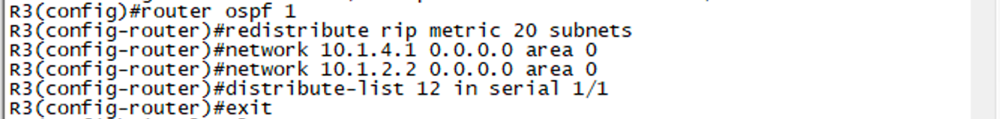 R3(config)#router ospf 1
R3(config-router)#redistribute rip metric 20 subnets
R3(config-router)#network 10.1.4.1 0.0.0.0 area 0
R3(config-router)#network 10.1.2.2 0.0.0.0 area 0
R3(config-router)#distribute-list 12 in serial 1/1
R3(config-router)#exit